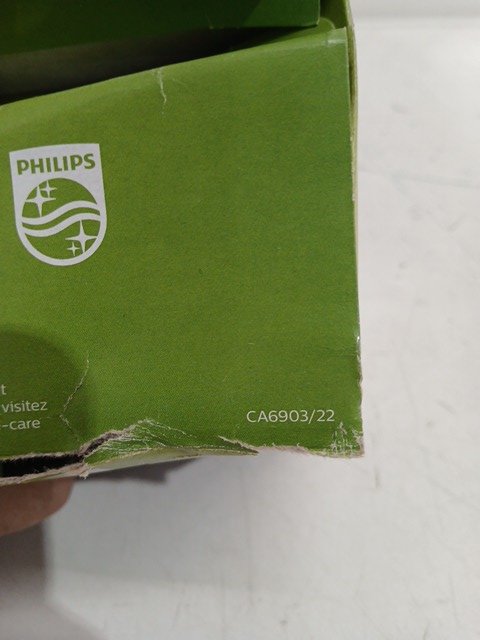 PHILIPS
t
visitez
-care
CA6903/22